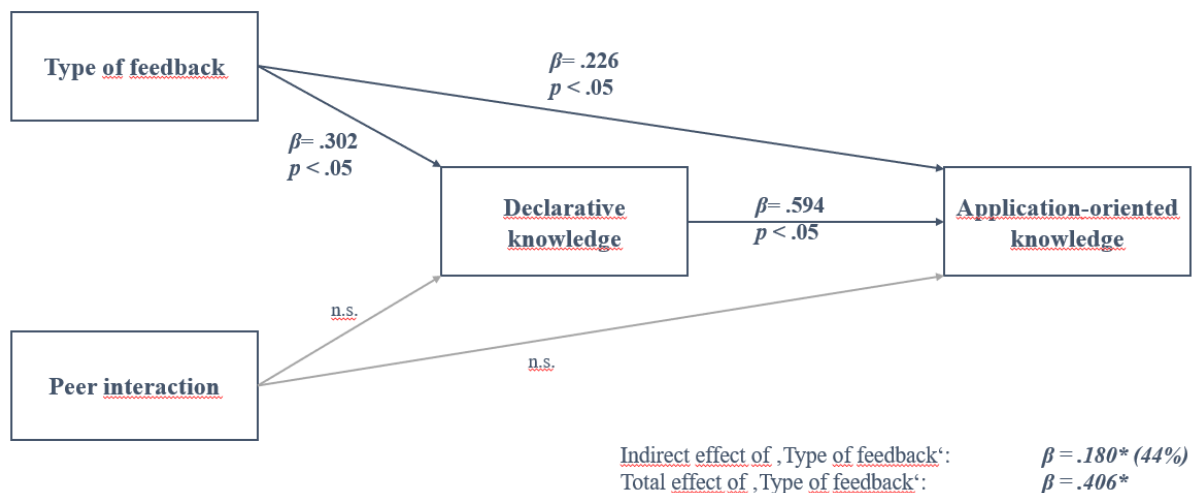 Type of feedback
β= .226
p < .05
β= .302
p < .05
Declarative
knowledge
β= .594
p < .05
Application-oriented
knowledge
n.s.
n.s.
Peer interaction
Indirect effect of ‚Type of feedback‘: β = .180* (44%)
Total effect of ‚Type of feedback‘: β = .406*